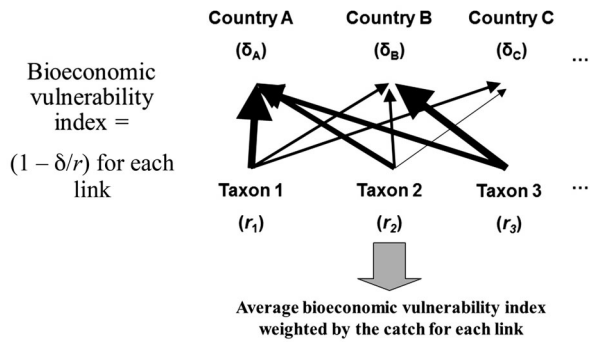 Country A Country B Country C
(δA) (δB) (δC) ...
Bioeconomic
vulnerability
index =
(1 – δ/r) for each
link
Taxon 1 Taxon 2 Taxon 3 ...
(r1) (r2) (r3)
Average bioeconomic vulnerability index
weighted by the catch for each link